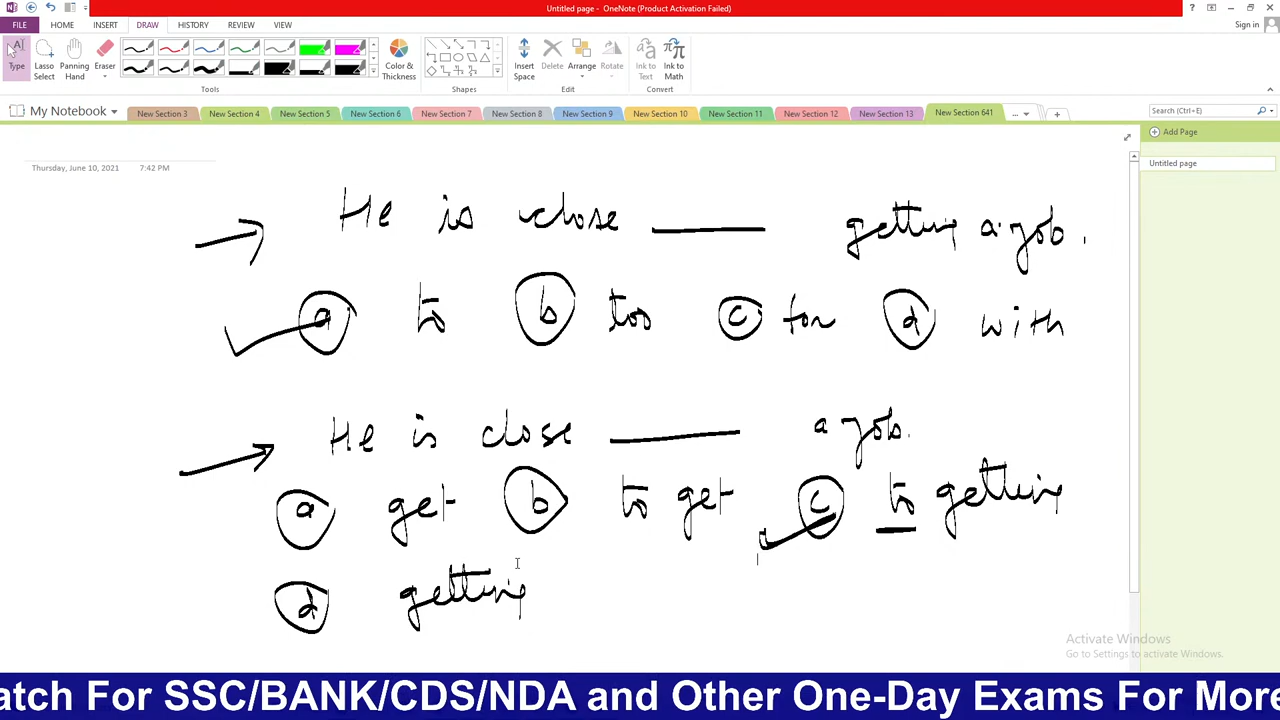 Untitled page - OneNote (Product Activation Failed)
FILE HOME INSERT DRAW HISTORY REVIEW VIEW Sign in
Type Lasso Select Panning Hand Eraser Color & Thickness Insert Space Delete Arrange Rotate Ink to Text Ink to Math
Tools Shapes Edit Convert
My Notebook New Section 3 New Section 4 New Section 5 New Section 6 New Section 7 New Section 8 New Section 9 New Section 10 New Section 11 New Section 12 New Section 13 New Section 641 ... Search (Ctrl+E)
Add Page
Untitled page
Thursday, June 10, 2021 7:42 PM
He is close ____ getting a job.
a to b too c for d with
He is close ____ a job.
a get b to get c to getting
d getting
Activate Windows
Go to Settings to activate Windows.
atch For SSC/BANK/CDS/NDA and Other One-Day Exams For More